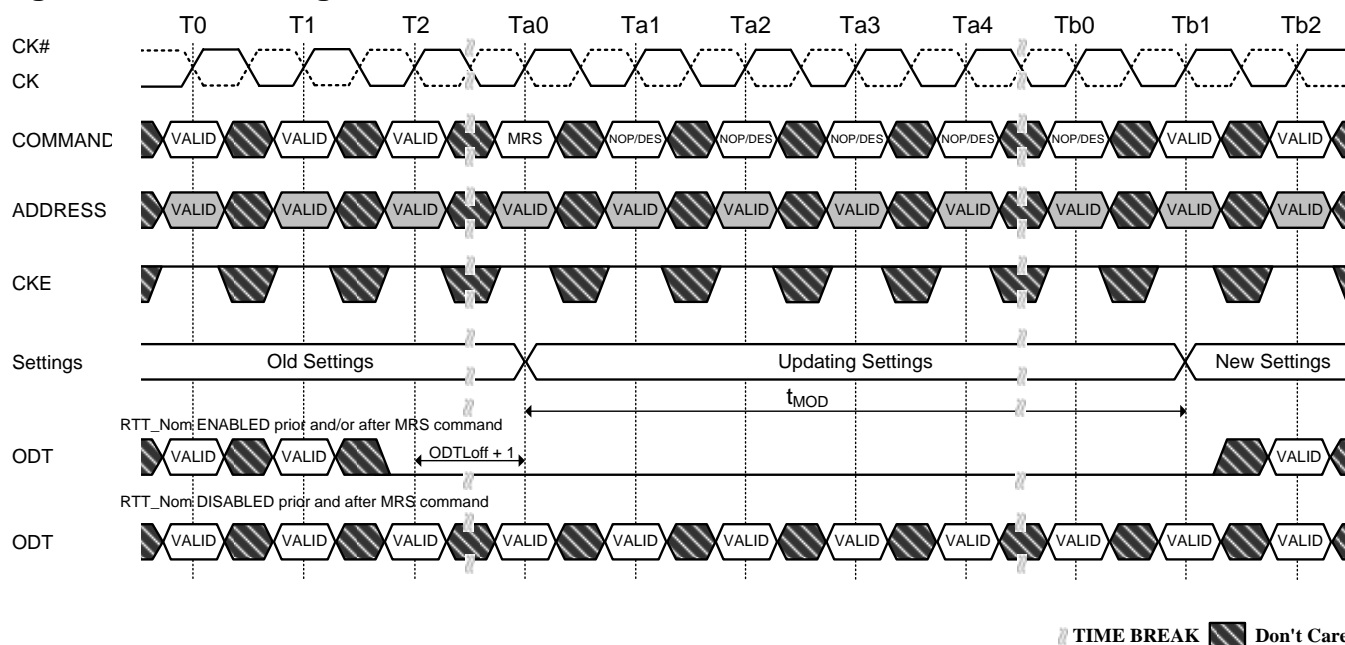 T0 T1 T2 Ta0 Ta1 Ta2 Ta3 Ta4 Tb0 Tb1 Tb2
CK#
CK
COMMAND VALID VALID VALID MRS NOP/DES NOP/DES NOP/DES NOP/DES NOP/DES VALID VALID
ADDRESS VALID VALID VALID VALID VALID VALID VALID VALID VALID VALID VALID
CKE
Settings Old Settings Updating Settings New Settings
tMOD
RTT_Nom ENABLED prior and/or after MRS command
ODT VALID VALID ODTLoff + 1 VALID
RTT_Nom DISABLED prior and after MRS command
ODT VALID VALID VALID VALID VALID VALID VALID VALID VALID VALID VALID
TIME BREAK Don't Care